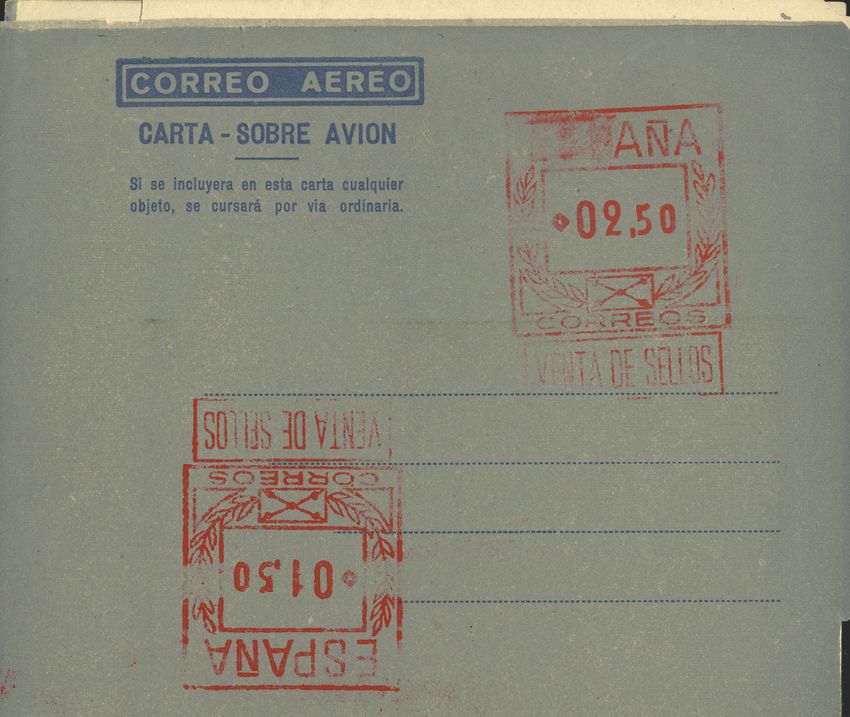 CORREO AEREO
CARTA - SOBRE AVION
Si se incluyera en esta carta cualquier
objeto, se cursará por via ordinaria.
AÑA
02,50
CORREOS
VENTA DE SELLOS
VENTA DE SELLOS
CORREOS
01,50
ESPAÑA